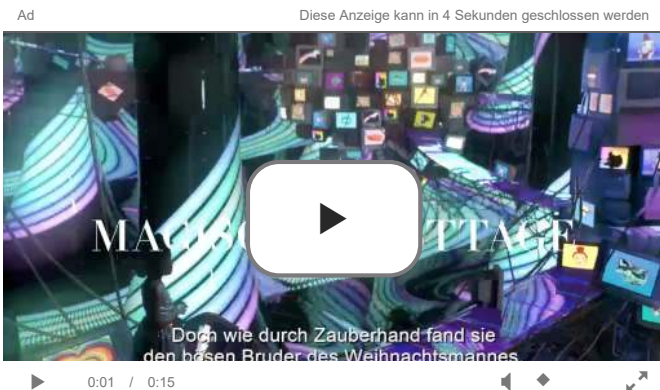 Ad
Diese Anzeige kann in 4 Sekunden geschlossen werden
Doch wie durch Zauberhand fand sie
den bösen Bruder des Weihnachtsmannes
0:01 / 0:15